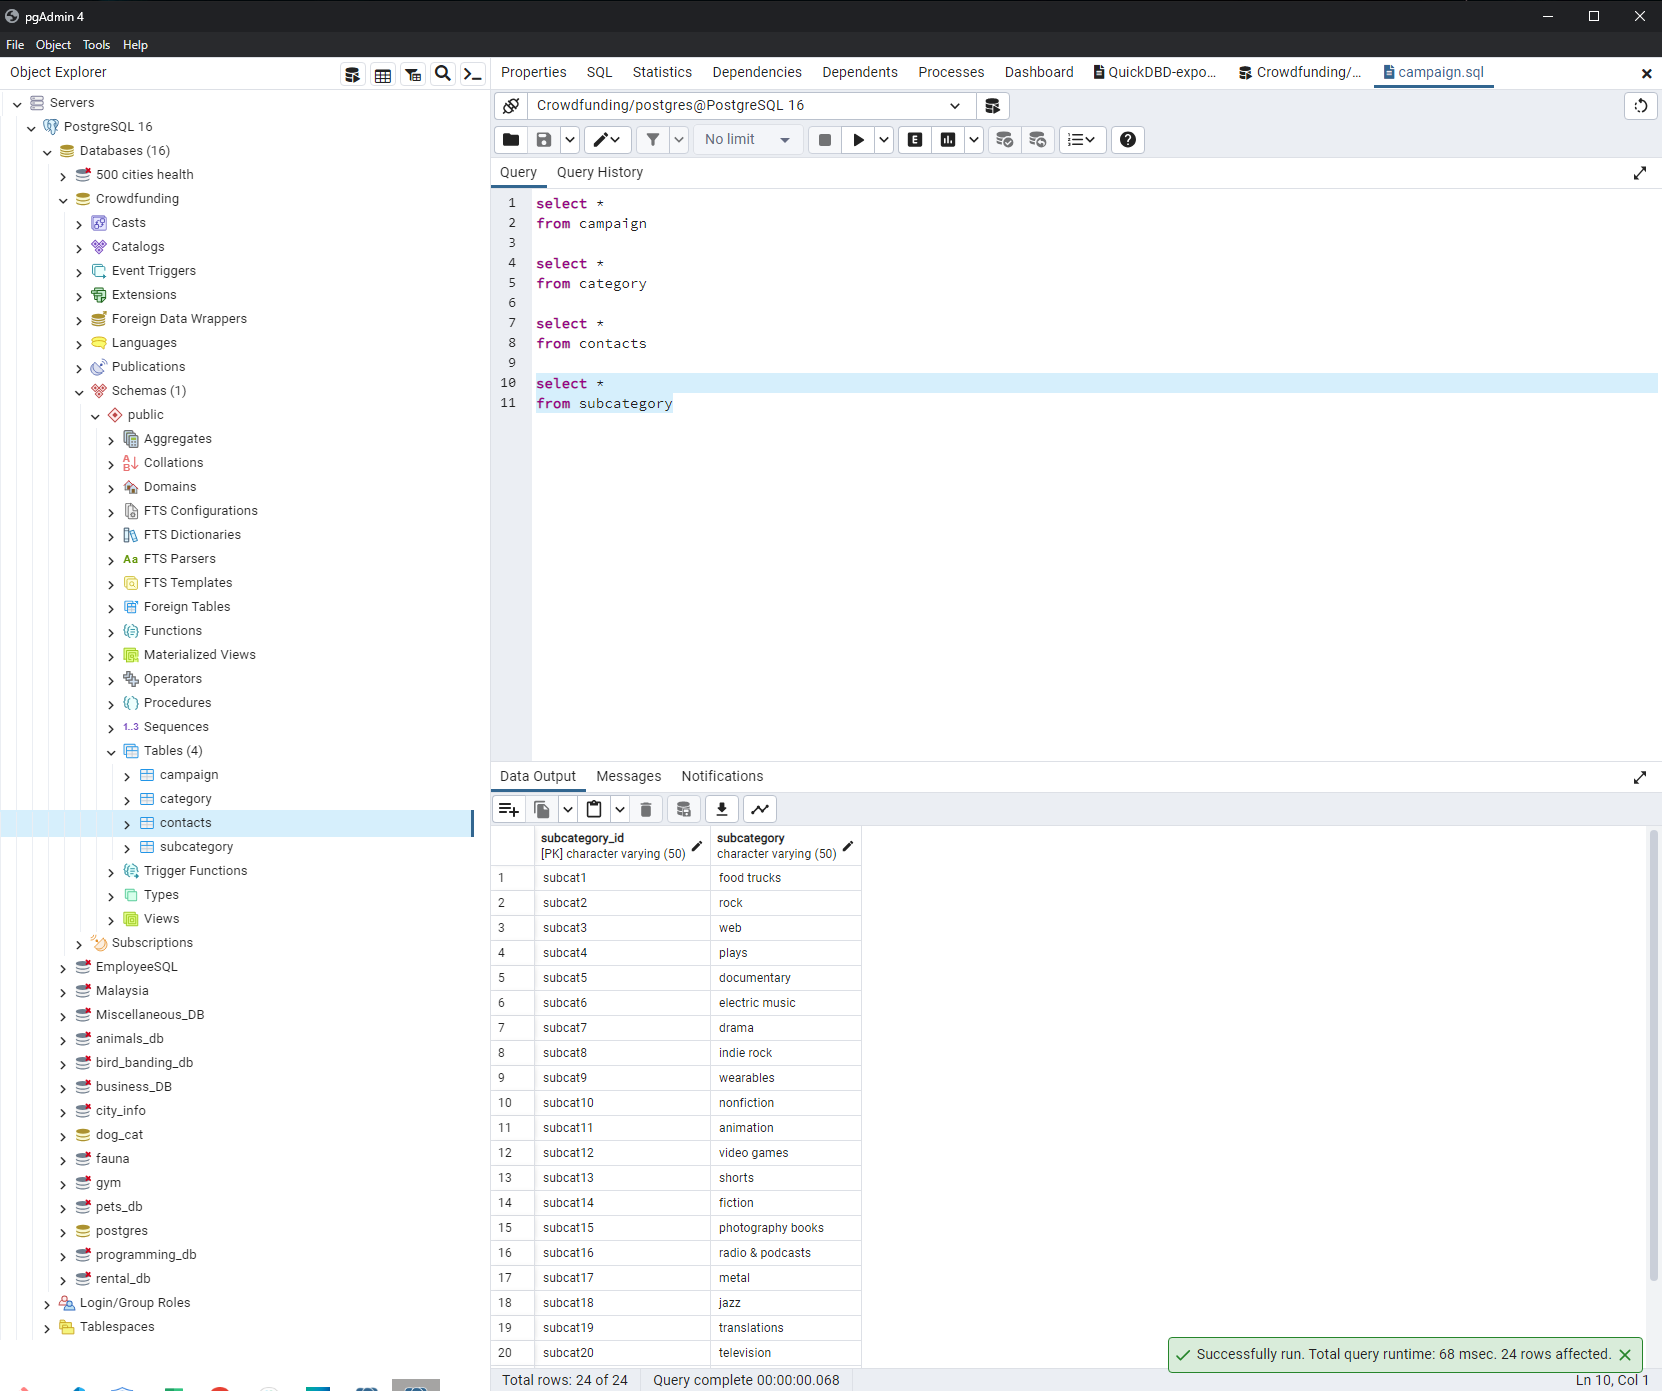 pgAdmin 4
File Object Tools Help
Object Explorer
Properties SQL Statistics Dependencies Dependents Processes Dashboard QuickDBD-expo... Crowdfunding/... campaign.sql
Servers
PostgreSQL 16
Databases (16)
500 cities health
Crowdfunding
Casts
Catalogs
Event Triggers
Extensions
Foreign Data Wrappers
Languages
Publications
Schemas (1)
public
Aggregates
Collations
Domains
FTS Configurations
FTS Dictionaries
Aa FTS Parsers
FTS Templates
Foreign Tables
Functions
Materialized Views
Operators
Procedures
1..3 Sequences
Tables (4)
campaign
category
contacts
subcategory
Trigger Functions
Types
Views
Subscriptions
EmployeeSQL
Malaysia
Miscellaneous_DB
animals_db
bird_banding_db
business_DB
city_info
dog_cat
fauna
gym
pets_db
postgres
programming_db
rental_db
Login/Group Roles
Tablespaces
Crowdfunding/postgres@PostgreSQL 16
No limit
E
Query Query History
1 select *
2 from campaign
3
4 select *
5 from category
6
7 select *
8 from contacts
9
10 select *
11 from subcategory
Data Output Messages Notifications
subcategory_id subcategory
[PK] character varying (50) character varying (50)
1 subcat1 food trucks
2 subcat2 rock
3 subcat3 web
4 subcat4 plays
5 subcat5 documentary
6 subcat6 electric music
7 subcat7 drama
8 subcat8 indie rock
9 subcat9 wearables
10 subcat10 nonfiction
11 subcat11 animation
12 subcat12 video games
13 subcat13 shorts
14 subcat14 fiction
15 subcat15 photography books
16 subcat16 radio & podcasts
17 subcat17 metal
18 subcat18 jazz
19 subcat19 translations
20 subcat20 television
Successfully run. Total query runtime: 68 msec. 24 rows affected.
Total rows: 24 of 24 Query complete 00:00:00.068 Ln 10, Col 1